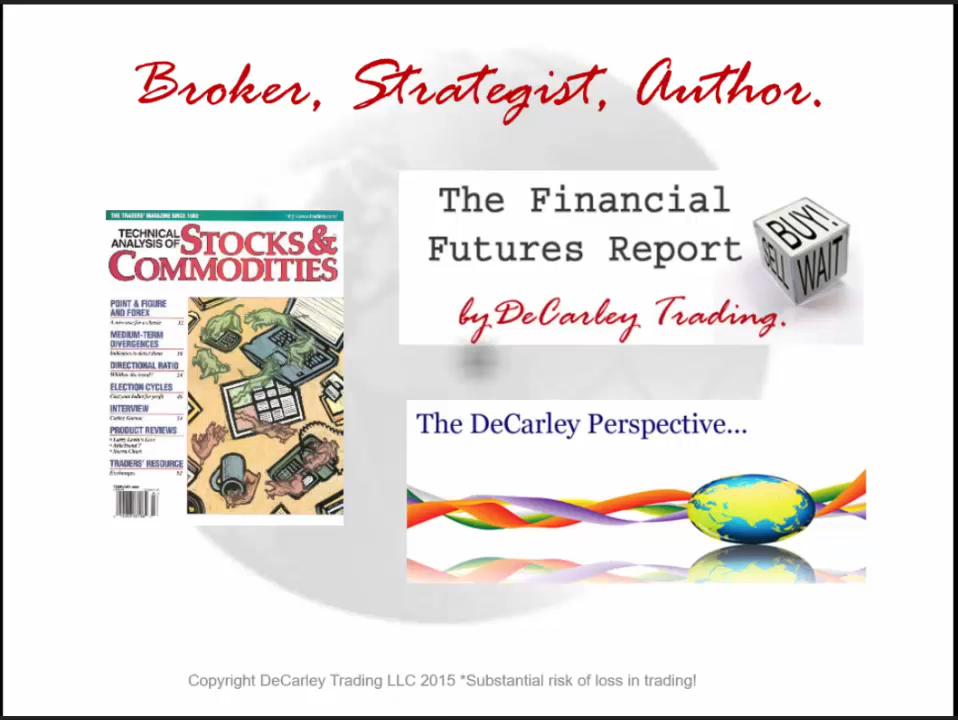 Broker, Strategist, Author.
THE TRADERS' MAGAZINE SINCE 1982
TECHNICAL
ANALYSIS OF
STOCKS &
COMMODITIES
POINT & FIGURE
AND FOREX
MEDIUM-TERM
DIVERGENCES
DIRECTIONAL RATIO
ELECTION CYCLES
INTERVIEW
PRODUCT REVIEWS
TRADERS' RESOURCE
Exchanges
The Financial
Futures Report
by DeCarley Trading.
BUY!
SELL
WAIT
The DeCarley Perspective...
Copyright DeCarley Trading LLC 2015 *Substantial risk of loss in trading!